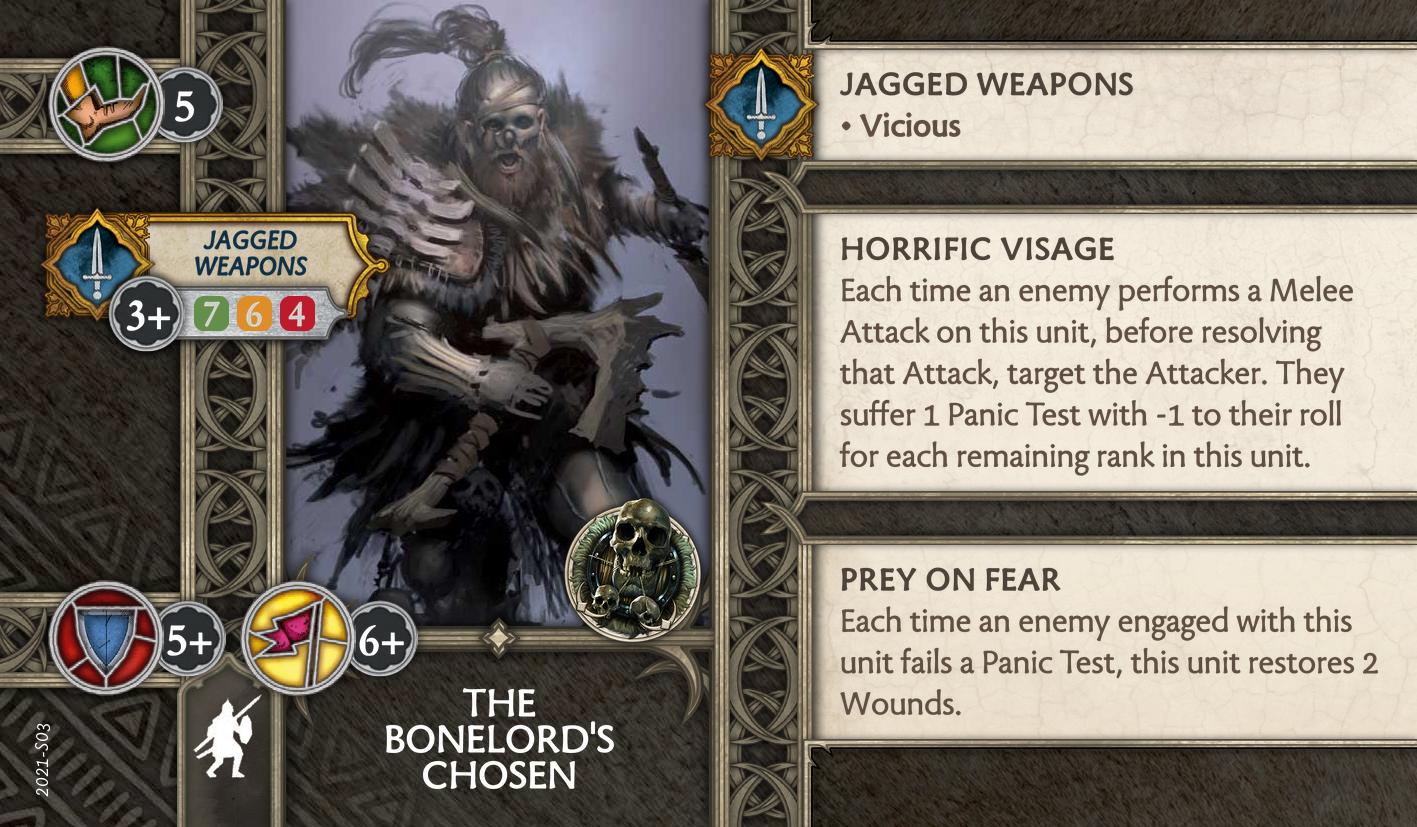 5
JAGGED
WEAPONS
3+ 7 6 4
5+ 6+
THE
BONELORD'S
CHOSEN
2021-S03
JAGGED WEAPONS
• Vicious
HORRIFIC VISAGE
Each time an enemy performs a Melee
Attack on this unit, before resolving
that Attack, target the Attacker. They
suffer 1 Panic Test with -1 to their roll
for each remaining rank in this unit.
PREY ON FEAR
Each time an enemy engaged with this
unit fails a Panic Test, this unit restores 2
Wounds.